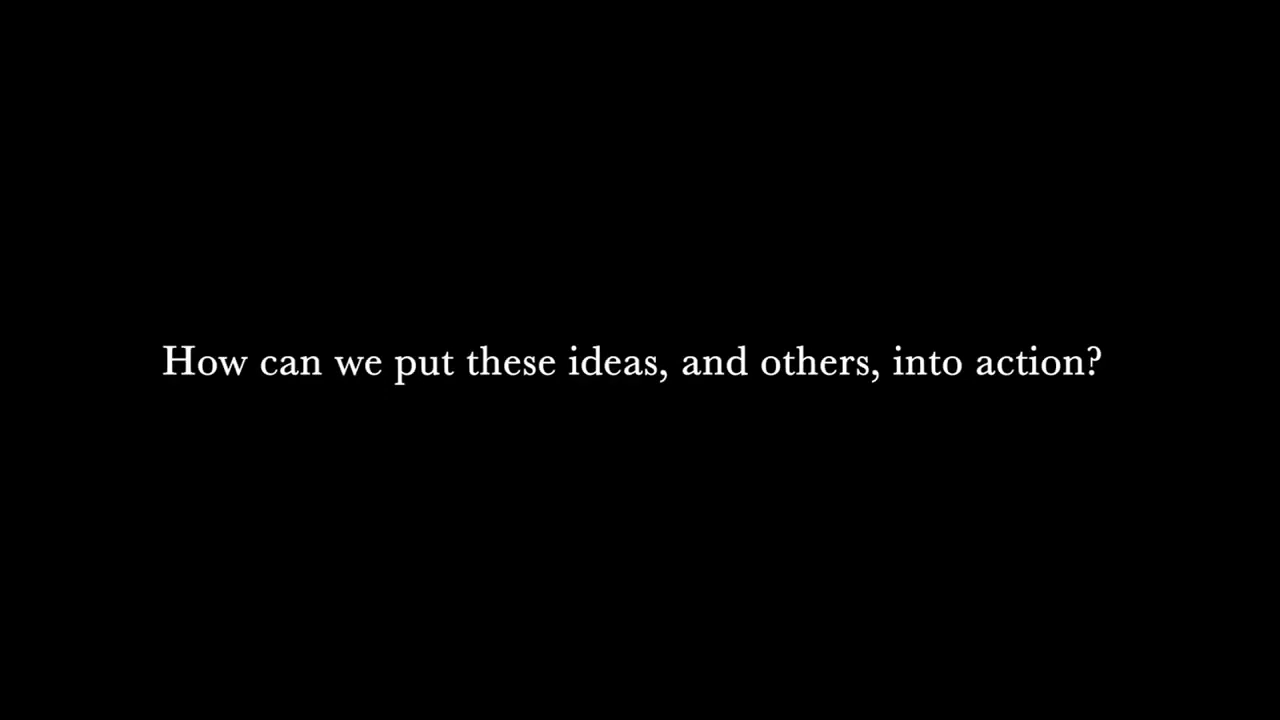 How can we put these ideas, and others, into action?